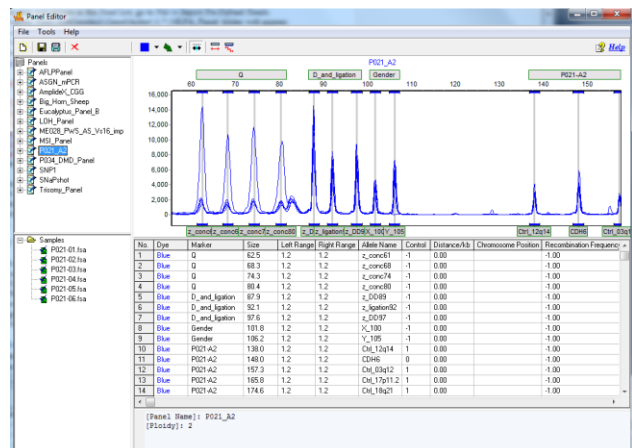 Panel Editor
File Tools Help
Help
Panels
AFLPPanel
ASGN_mPCR
AmplideX_CGG
Big_Horn_Sheep
Eucalyptus_Panel_B
LOH_Panel
ME028_PWS_AS_Vs16_imp
MSI_Panel
P021_A2
P034_DMD_Panel
SNP1
SNaPshot
Trisomy_Panel
Samples
P021-01.fsa
P021-02.fsa
P021-03.fsa
P021-04.fsa
P021-05.fsa
P021-06.fsa
P021_A2
Q D_and_ligation Gender P021-A2
60 70 80 90 100 110 120 130 140 150
16,000
14,000
12,000
10,000
8,000
6,000
4,000
2,000
0
z_conc z_conc6 z_conc7 z_conc80 z_D z_ligation z_DD9 X_100 Y_105 Ctrl_12q14 CDH6 Ctrl_03q
No. Dye Marker Size Left Range Right Range Allele Name Control Distance/kb Chromosome Position Recombination Frequency
1 Blue Q 62.5 1.2 1.2 z_conc61 -1 0.00 -1.00
2 Blue Q 68.3 1.2 1.2 z_conc68 -1 0.00 -1.00
3 Blue Q 74.3 1.2 1.2 z_conc74 -1 0.00 -1.00
4 Blue Q 80.4 1.2 1.2 z_conc80 -1 0.00 -1.00
5 Blue D_and_ligation 87.9 1.2 1.2 z_DD89 -1 0.00 -1.00
6 Blue D_and_ligation 92.1 1.2 1.2 z_ligation92 -1 0.00 -1.00
7 Blue D_and_ligation 97.6 1.2 1.2 z_DD97 -1 0.00 -1.00
8 Blue Gender 101.8 1.2 1.2 X_100 -1 0.00 -1.00
9 Blue Gender 106.2 1.2 1.2 Y_105 -1 0.00 -1.00
10 Blue P021-A2 138.0 1.2 1.2 Ctrl_12q14 1 0.00 -1.00
11 Blue P021-A2 148.0 1.2 1.2 CDH6 0 0.00 -1.00
12 Blue P021-A2 157.3 1.2 1.2 Ctrl_03q12 1 0.00 -1.00
13 Blue P021-A2 165.8 1.2 1.2 Ctrl_17p11.2 1 0.00 -1.00
14 Blue P021-A2 174.6 1.2 1.2 Ctrl_18q21 1 0.00 -1.00
[Panel Name]: P021_A2
[Ploidy]: 2